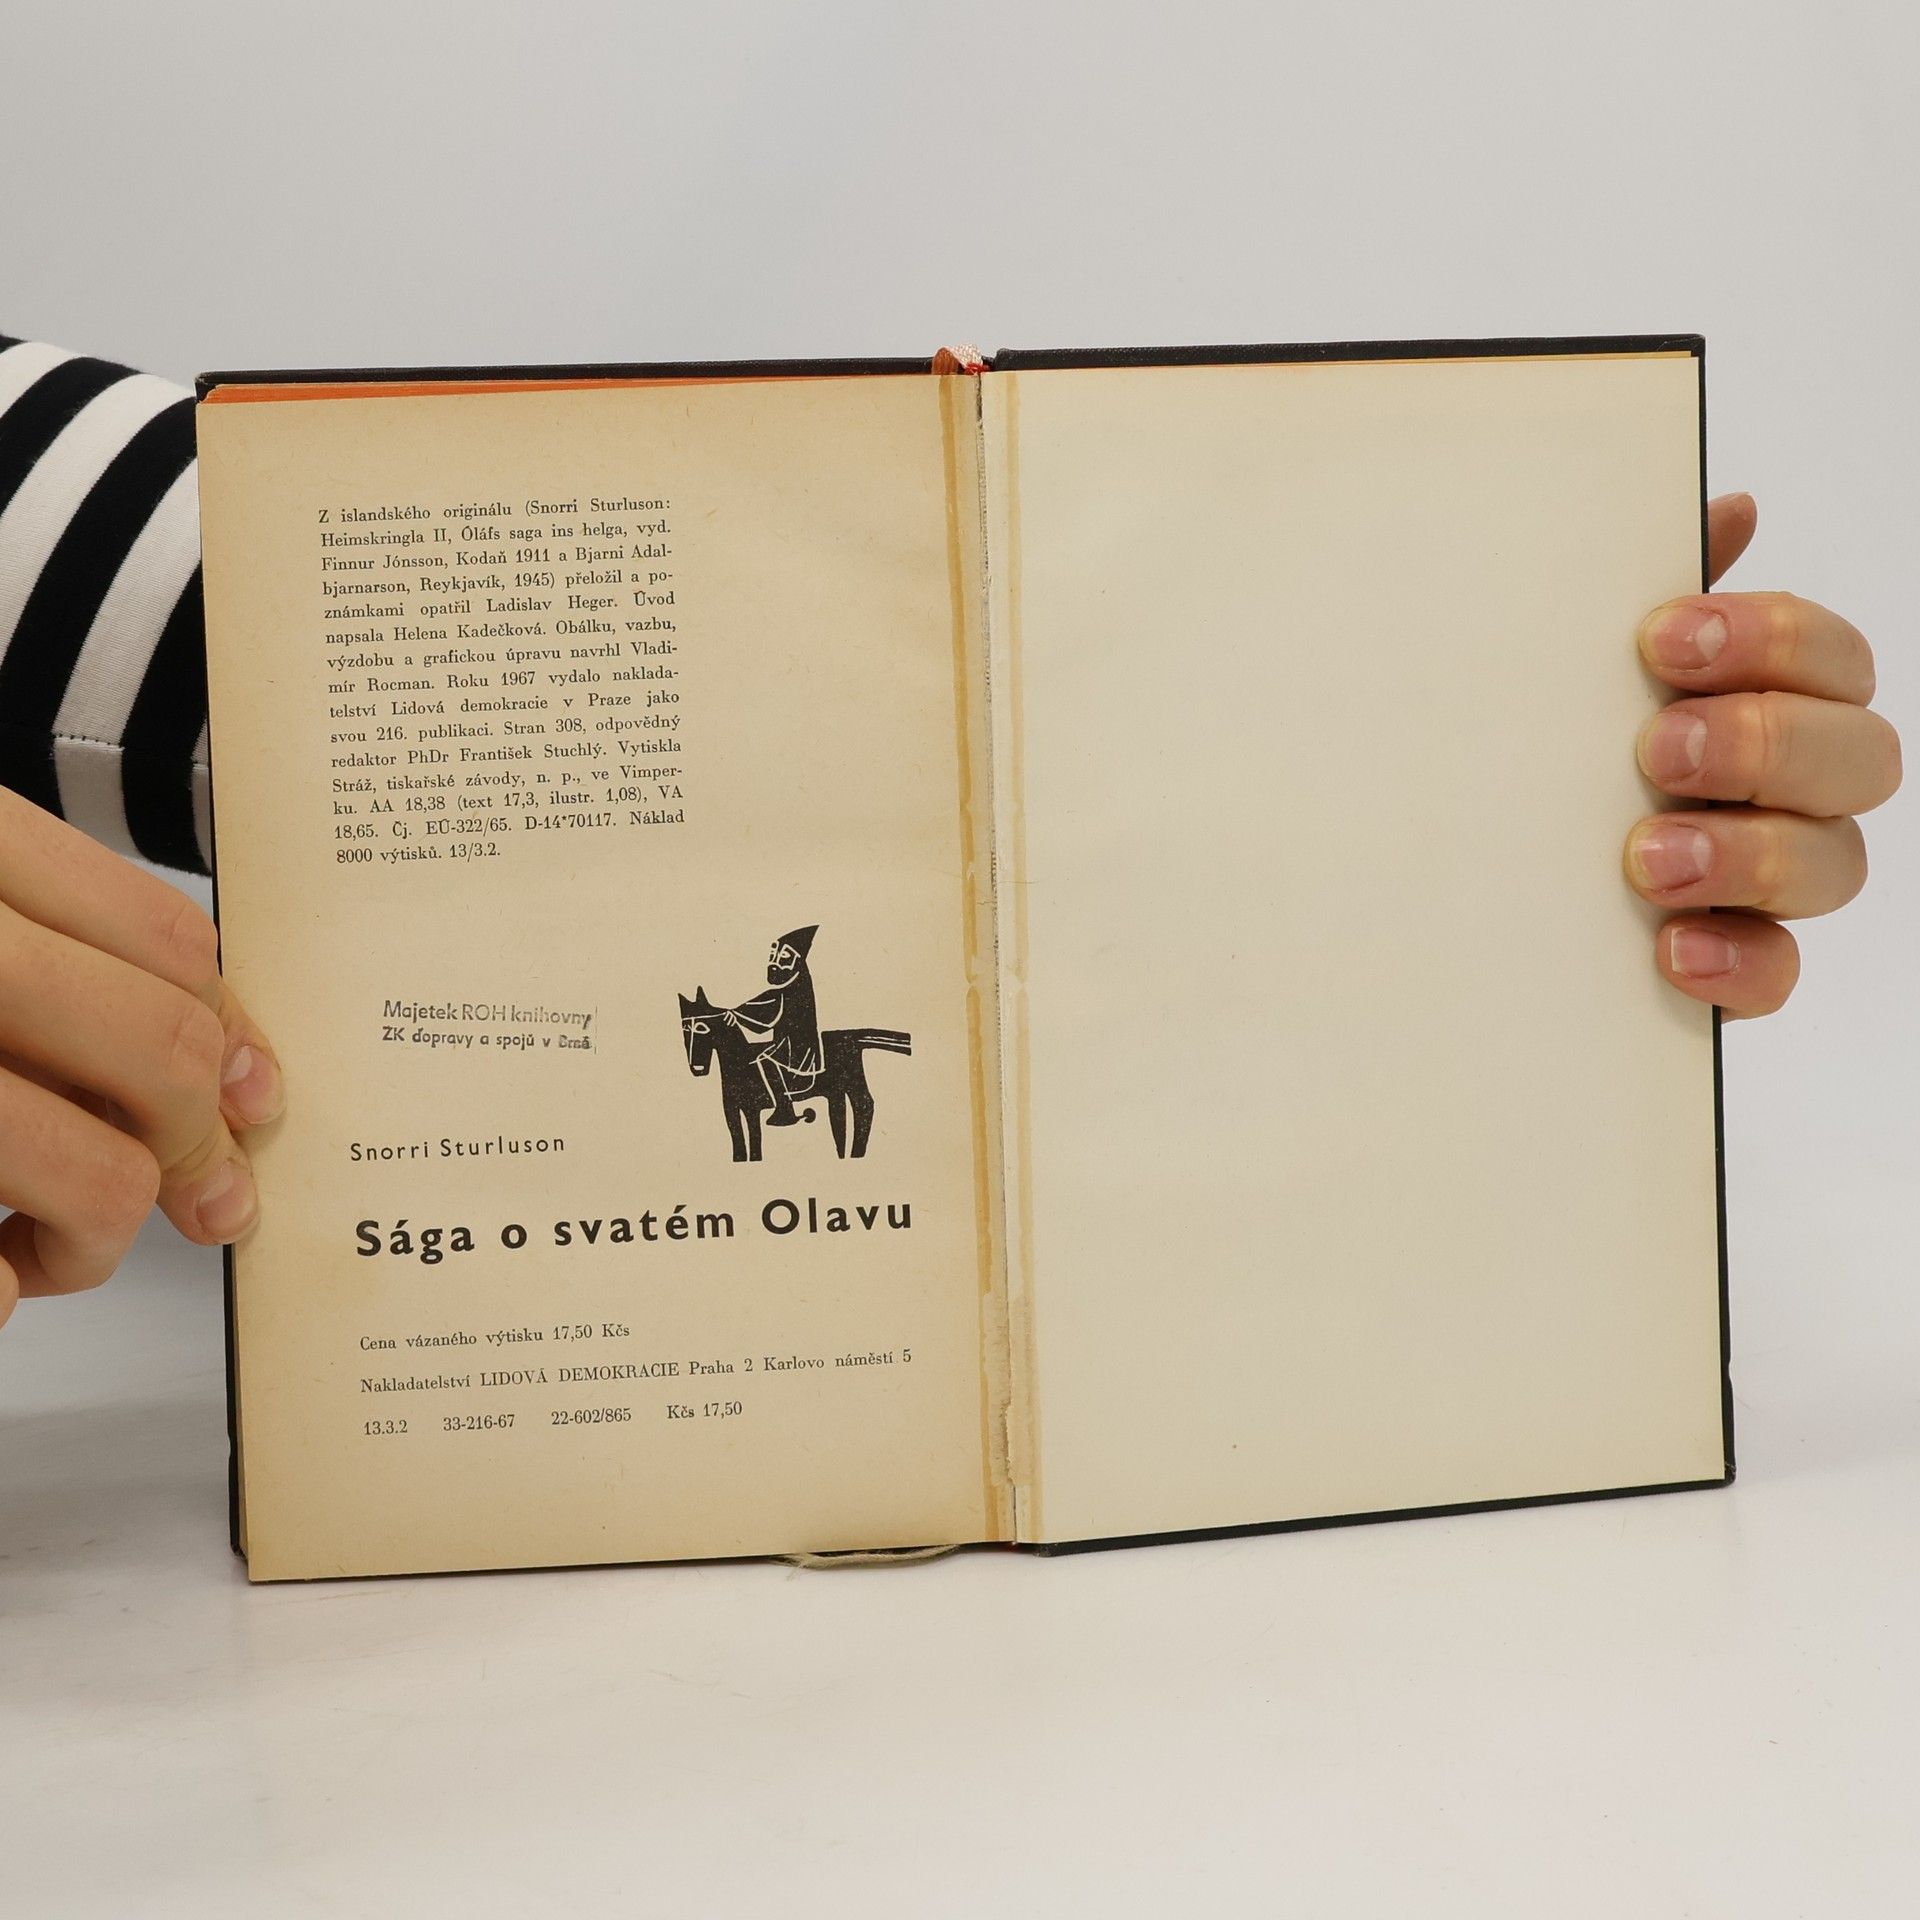 Z islandského originálu (Snorri Sturluson:
Heimskringla II, Óláfs saga ins helga, vyd.
Finnur Jónsson, Kodaň 1911 a Bjarni Adal-
bjarnarson, Reykjavík, 1945) přeložil a po-
známkami opatřil Ladislav Heger. Úvod
napsala Helena Kadečková. Obálku, vazbu,
výzdobu a grafickou úpravu navrhl Vladi-
mír Rocman. Roku 1967 vydalo naklada-
telství Lidová demokracie v Praze jako
svou 216. publikaci. Stran 308, odpovědný
redaktor PhDr František Stuchlý. Vytiskla
Stráž, tiskařské závody, n. p., ve Vimper-
ku. AA 18,38 (text 17,3, ilustr. 1,08), VA
18,65. Čj. EÚ-322/65. D-14*70117. Náklad
8000 výtisků. 13/3.2.
Majetek ROH knihovny
ZK dopravy a spojů v Brně
Snorri Sturluson
Sága o svatém Olavu
Cena vázaného výtisku 17,50 Kčs
Nakladatelství LIDOVÁ DEMOKRACIE Praha 2 Karlovo náměstí 5
13.3.2 33-216-67 22-602/865 Kčs 17,50